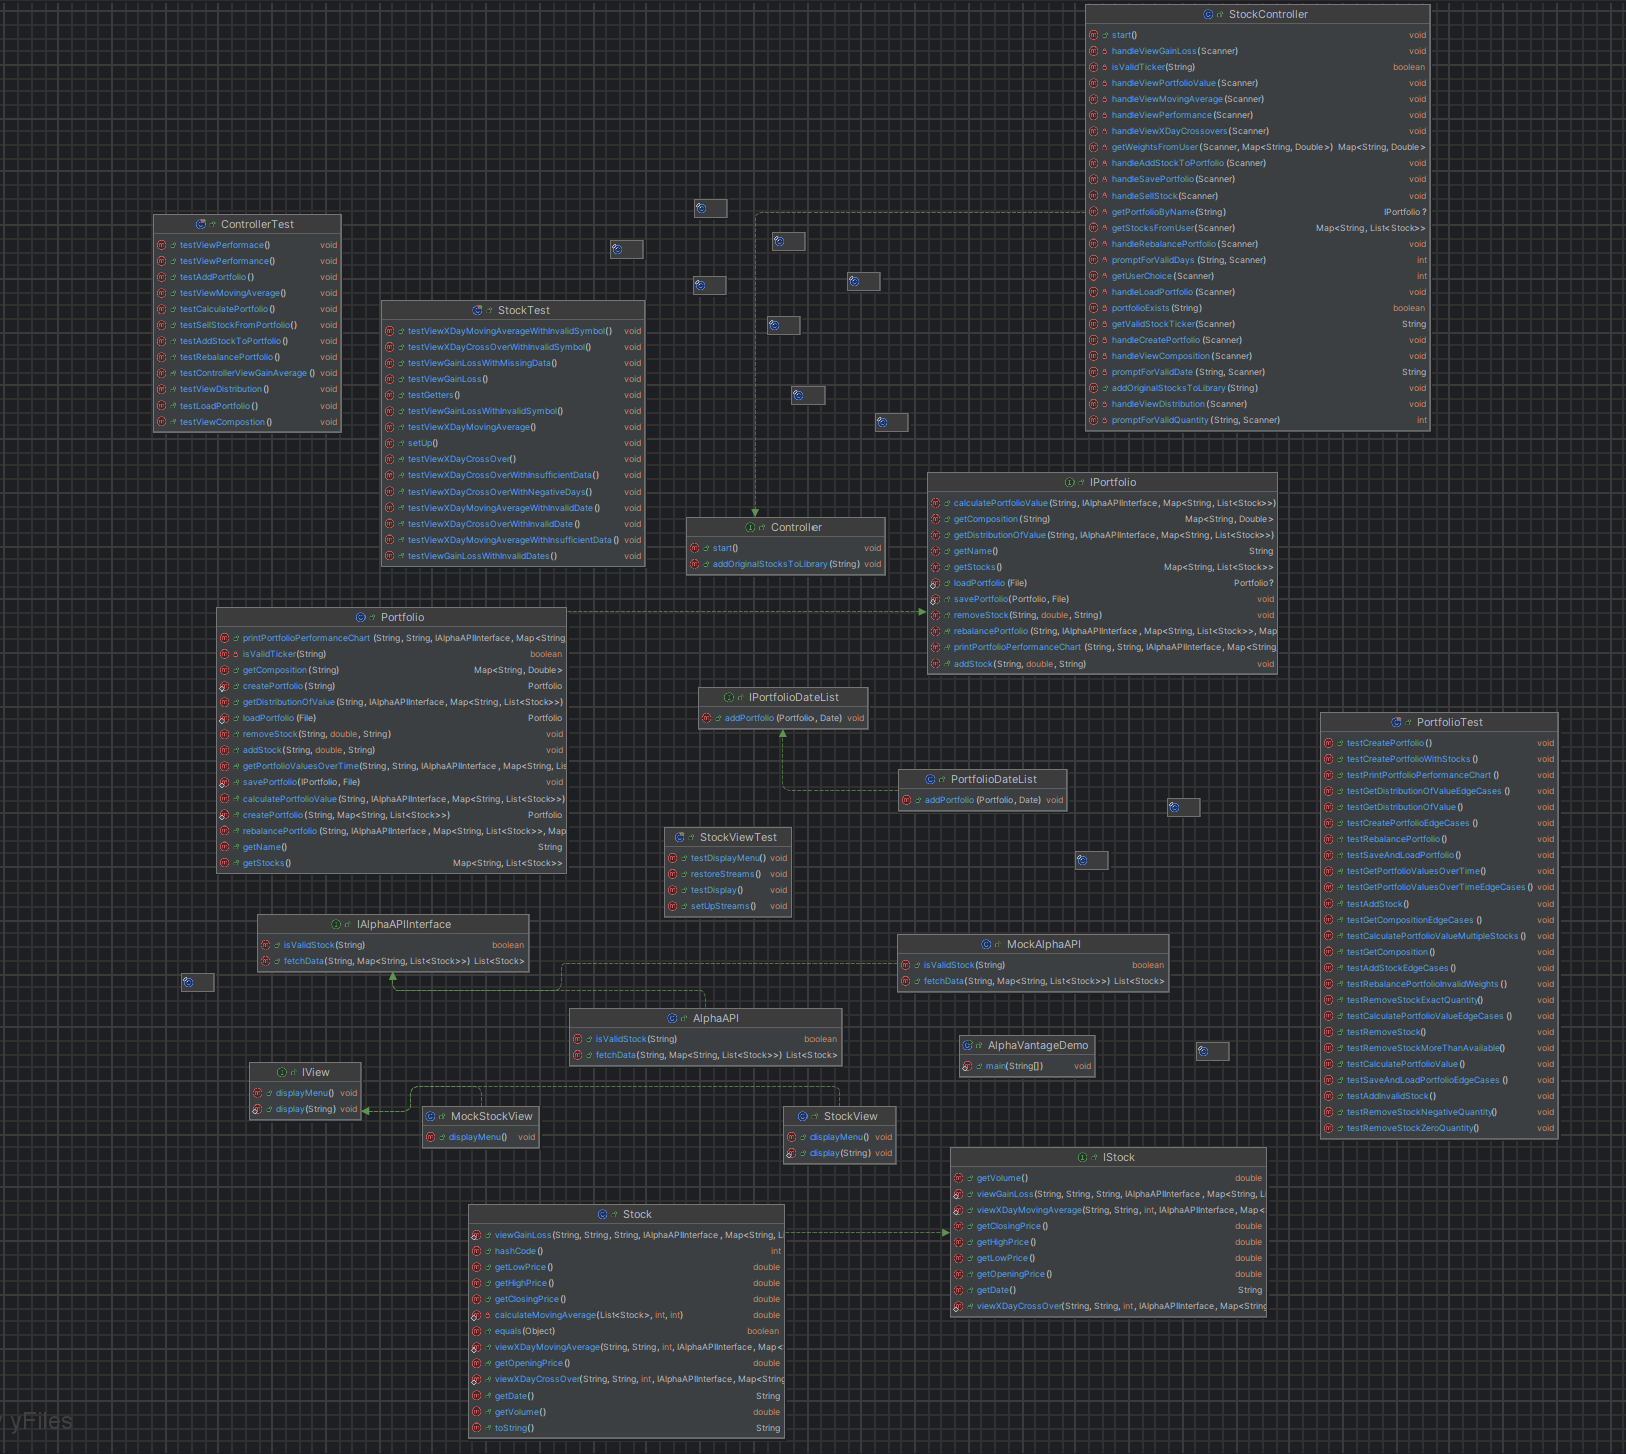 StockController
start() void
handleViewGainLoss(Scanner) void
isValidTicker(String) boolean
handleViewPortfolioValue(Scanner) void
handleViewMovingAverage(Scanner) void
handleViewPerformance(Scanner) void
handleViewXDayCrossovers(Scanner) void
getWeightsFromUser(Scanner, Map<String, Double>) Map<String, Double>
handleAddStockToPortfolio(Scanner) void
handleSavePortfolio(Scanner) void
handleSellStock(Scanner) void
getPortfolioByName(String) IPortfolio?
getStocksFromUser(Scanner) Map<String, List<Stock>>
handleRebalancePortfolio(Scanner) void
promptForValidDays(String, Scanner) int
getUserChoice(Scanner) int
handleLoadPortfolio(Scanner) void
portfolioExists(String) boolean
getValidStockTicker(Scanner) String
handleCreatePortfolio(Scanner) void
handleViewComposition(Scanner) void
promptForValidDate(String, Scanner) String
addOriginalStocksToLibrary(String) void
handleViewDistribution(Scanner) void
promptForValidQuantity(String, Scanner) int
ControllerTest
testViewPerformace() void
testViewPerformance() void
testAddPortfolio() void
testViewMovingAverage() void
testCalculatePortfolio() void
testSellStockFromPortfolio() void
testAddStockToPortfolio() void
testRebalancePortfolio() void
testControllerViewGainAverage() void
testViewDistribution() void
testLoadPortfolio() void
testViewCompostion() void
StockTest
testViewXDayMovingAverageWithInvalidSymbol() void
testViewXDayCrossOverWithInvalidSymbol() void
testViewGainLossWithMissingData() void
testViewGainLoss() void
testGetters() void
testViewGainLossWithInvalidSymbol() void
testViewXDayMovingAverage() void
setUp() void
testViewXDayCrossOver() void
testViewXDayCrossOverWithInsufficientData() void
testViewXDayCrossOverWithNegativeDays() void
testViewXDayMovingAverageWithInvalidDate() void
testViewXDayCrossOverWithInvalidDate() void
testViewXDayMovingAverageWithInsufficientData() void
testViewGainLossWithInvalidDates() void
Controller
start() void
addOriginalStocksToLibrary(String) void
IPortfolio
calculatePortfolioValue(String, IAlphaAPIInterface, Map<String, List<Stock>>)
getComposition(String) Map<String, Double>
getDistributionOfValue(String, IAlphaAPIInterface, Map<String, List<Stock>>)
getName() String
getStocks() Map<String, List<Stock>>
loadPortfolio(File) Portfolio?
savePortfolio(Portfolio, File) void
removeStock(String, double, String) void
rebalancePortfolio(String, IAlphaAPIInterface, Map<String, List<Stock>>, Map
printPortfolioPerformanceChart(String, String, IAlphaAPIInterface, Map<String
addStock(String, double, String) void
Portfolio
printPortfolioPerformanceChart(String, String, IAlphaAPIInterface, Map<String
isValidTicker(String) boolean
getComposition(String) Map<String, Double>
createPortfolio(String) Portfolio
getDistributionOfValue(String, IAlphaAPIInterface, Map<String, List<Stock>>)
loadPortfolio(File) Portfolio
removeStock(String, double, String) void
addStock(String, double, String) void
getPortfolioValuesOverTime(String, String, IAlphaAPIInterface, Map<String, Lis
savePortfolio(IPortfolio, File) void
calculatePortfolioValue(String, IAlphaAPIInterface, Map<String, List<Stock>>)
createPortfolio(String, Map<String, List<Stock>>) Portfolio
rebalancePortfolio(String, IAlphaAPIInterface, Map<String, List<Stock>>, Map
getName() String
getStocks() Map<String, List<Stock>>
IPortfolioDateList
addPortfolio(Portfolio, Date) void
PortfolioDateList
addPortfolio(Portfolio, Date) void
PortfolioTest
testCreatePortfolio() void
testCreatePortfolioWithStocks() void
testPrintPortfolioPerformanceChart() void
testGetDistributionOfValueEdgeCases() void
testGetDistributionOfValue() void
testCreatePortfolioEdgeCases() void
testRebalancePortfolio() void
testSaveAndLoadPortfolio() void
testGetPortfolioValuesOverTime() void
testGetPortfolioValuesOverTimeEdgeCases() void
testAddStock() void
testGetCompositionEdgeCases() void
testCalculatePortfolioValueMultipleStocks() void
testGetComposition() void
testAddStockEdgeCases() void
testRebalancePortfolioInvalidWeights() void
testRemoveStockExactQuantity() void
testCalculatePortfolioValueEdgeCases() void
testRemoveStock() void
testRemoveStockMoreThanAvailable() void
testCalculatePortfolioValue() void
testSaveAndLoadPortfolioEdgeCases() void
testAddInvalidStock() void
testRemoveStockNegativeQuantity() void
testRemoveStockZeroQuantity() void
StockViewTest
testDisplayMenu() void
restoreStreams() void
testDisplay() void
setUpStreams() void
IAlphaAPIInterface
isValidStock(String) boolean
fetchData(String, Map<String, List<Stock>>) List<Stock>
MockAlphaAPI
isValidStock(String) boolean
fetchData(String, Map<String, List<Stock>>) List<Stock>
AlphaAPI
isValidStock(String) boolean
fetchData(String, Map<String, List<Stock>>) List<Stock>
AlphaVantageDemo
main(String[]) void
IView
displayMenu() void
display(String) void
MockStockView
displayMenu() void
StockView
displayMenu() void
display(String) void
IStock
getVolume() double
viewGainLoss(String, String, String, IAlphaAPIInterface, Map<String, Li
viewXDayMovingAverage(String, String, int, IAlphaAPIInterface, Map<
getClosingPrice() double
getHighPrice() double
getLowPrice() double
getOpeningPrice() double
getDate() String
viewXDayCrossOver(String, String, int, IAlphaAPIInterface, Map<String
Stock
viewGainLoss(String, String, String, IAlphaAPIInterface, Map<String, Li
hashCode() int
getLowPrice() double
getHighPrice() double
getClosingPrice() double
calculateMovingAverage(List<Stock>, int, int) double
equals(Object) boolean
viewXDayMovingAverage(String, String, int, IAlphaAPIInterface, Map<
getOpeningPrice() double
viewXDayCrossOver(String, String, int, IAlphaAPIInterface, Map<String
getDate() String
getVolume() double
toString() String
yFiles